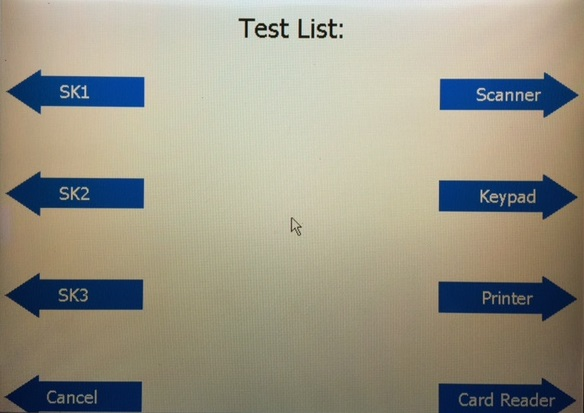 Test List:
SK1
Scanner
SK2
Keypad
SK3
Printer
Cancel
Card Reader